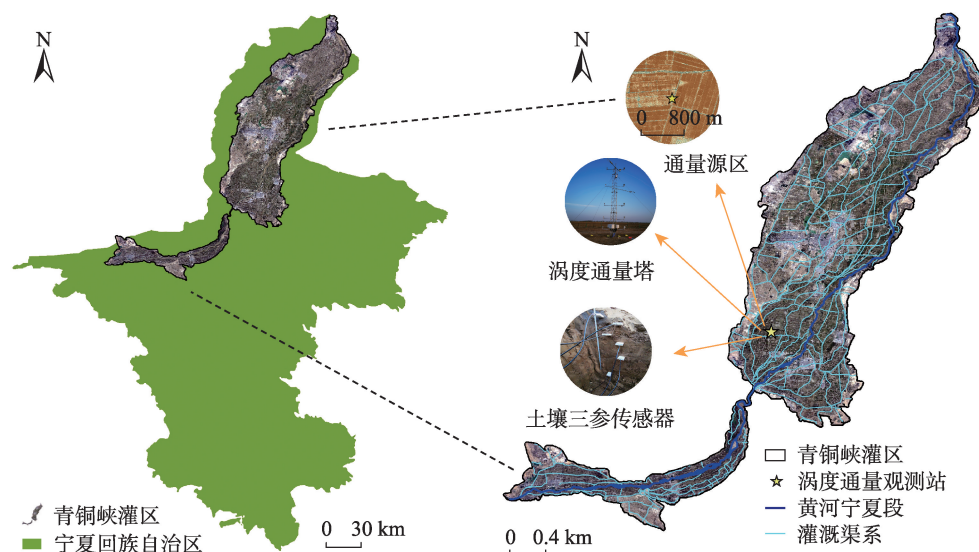 N
N
0 800 m
通量源区
涡度通量塔
土壤三参传感器
青铜峡灌区
宁夏回族自治区
0 30 km
0 0.4 km
青铜峡灌区
涡度通量观测站
黄河宁夏段
灌溉渠系